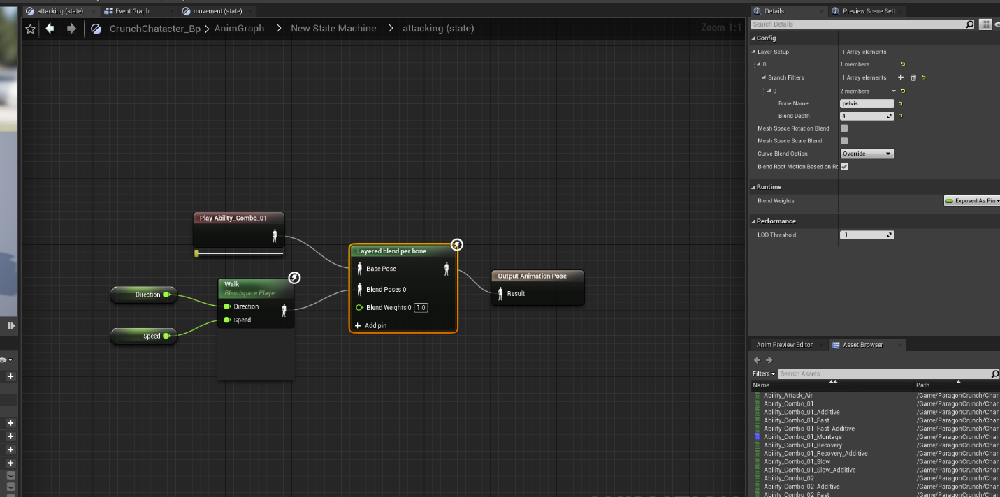 attacking (state)
Event Graph
movement (state)
CrunchChatacter_Bp > AnimGraph > New State Machine > attacking (state)
Zoom 1:1
Play Ability_Combo_01
Layered blend per bone
Base Pose
Blend Poses 0
Blend Weights 0 1.0
Add pin
Output Animation Pose
Result
Walk
Blendspace Player
Direction
Speed
Direction
Speed
Details
Preview Scene Sett
Search Details
Config
Layer Setup 1 Array elements
0 1 members
Branch Filters 1 Array elements
0 2 members
Bone Name pelvis
Blend Depth 4
Mesh Space Rotation Blend
Mesh Space Scale Blend
Curve Blend Option Override
Blend Root Motion Based on Ro
Runtime
Blend Weights Exposed As Pin
Performance
LOD Threshold -1
Anim Preview Editor
Asset Browser
Filters Search Assets
Name Path
Ability_Attack_Air /Game/ParagonCrunch/Char
Ability_Combo_01 /Game/ParagonCrunch/Char
Ability_Combo_01_Additive /Game/ParagonCrunch/Char
Ability_Combo_01_Fast /Game/ParagonCrunch/Char
Ability_Combo_01_Fast_Additive /Game/ParagonCrunch/Char
Ability_Combo_01_Montage /Game/ParagonCrunch/Char
Ability_Combo_01_Recovery /Game/ParagonCrunch/Char
Ability_Combo_01_Recovery_Additive /Game/ParagonCrunch/Char
Ability_Combo_01_Slow /Game/ParagonCrunch/Char
Ability_Combo_01_Slow_Additive /Game/ParagonCrunch/Char
Ability_Combo_02 /Game/ParagonCrunch/Char
Ability_Combo_02_Additive /Game/ParagonCrunch/Char
Ability_Combo_02_Fast /Game/ParagonCrunch/Char